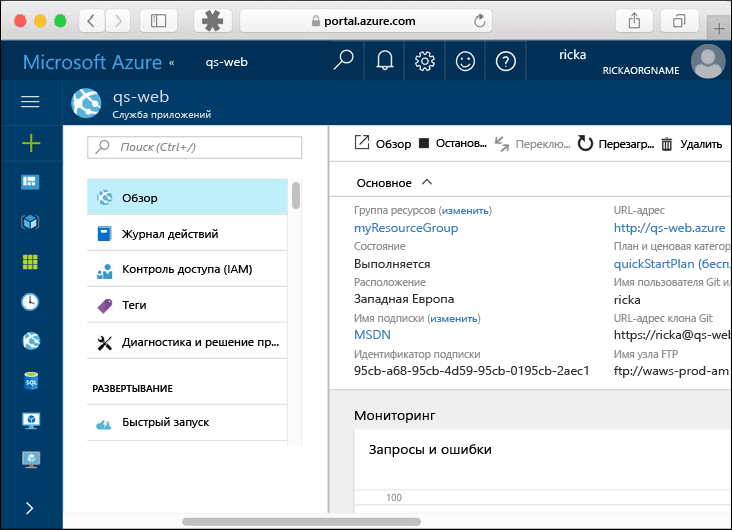 portal.azure.com
Microsoft Azure « qs-web ricka
RICKAORGNAME
qs-web
Служба приложений
Поиск (Ctrl+/)
Обзор
Журнал действий
Контроль доступа (IAM)
Теги
Диагностика и решение пр...
РАЗВЕРТЫВАНИЕ
Быстрый запуск
Обзор Останов... Переклю... Перезагр... Удалить
Основное
Группа ресурсов (изменить)
myResourceGroup
Состояние
Выполняется
Расположение
Западная Европа
Имя подписки (изменить)
MSDN
Идентификатор подписки
95cb-a68-95cb-4d59-95cb-0195cb-2aec1
URL-адрес
http://qs-web.azure
План и ценовая категор
quickStartPlan (бесп
Имя пользователя Git ил
ricka
URL-адрес клона Git
https://ricka@qs-web
Имя узла FTP
ftp://waws-prod-am
Мониторинг
Запросы и ошибки
100